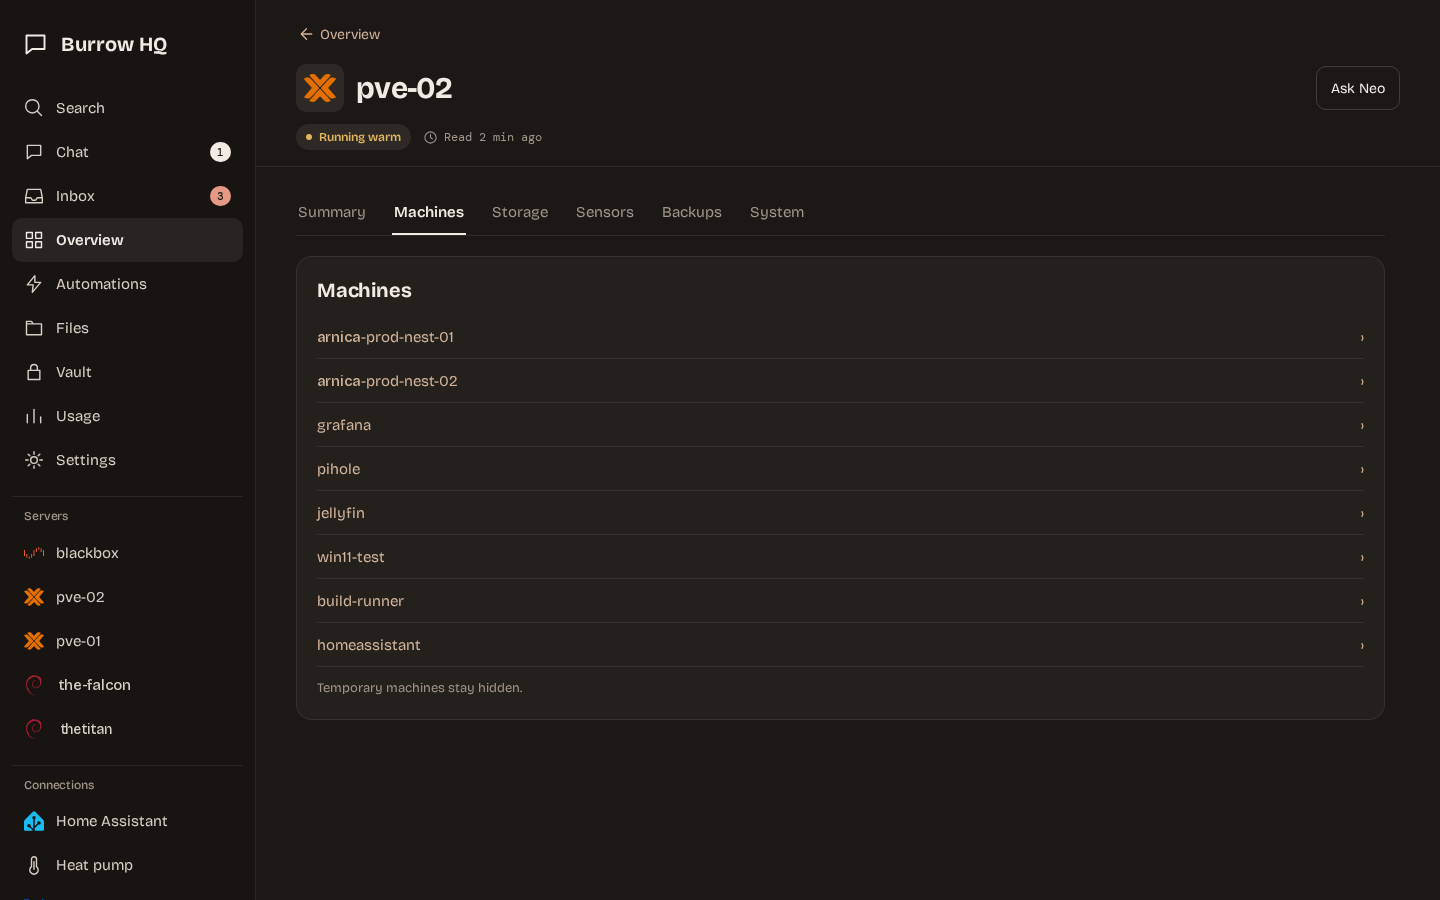 Burrow HQ
Search
Chat 1
Inbox 3
Overview
Automations
Files
Vault
Usage
Settings
Servers
blackbox
pve-02
pve-01
the-falcon
thetitan
Connections
Home Assistant
Heat pump
Overview
pve-02
Ask Neo
Running warm
Read 2 min ago
Summary Machines Storage Sensors Backups System
Machines
arnica-prod-nest-01
arnica-prod-nest-02
grafana
pihole
jellyfin
win11-test
build-runner
homeassistant
Temporary machines stay hidden.